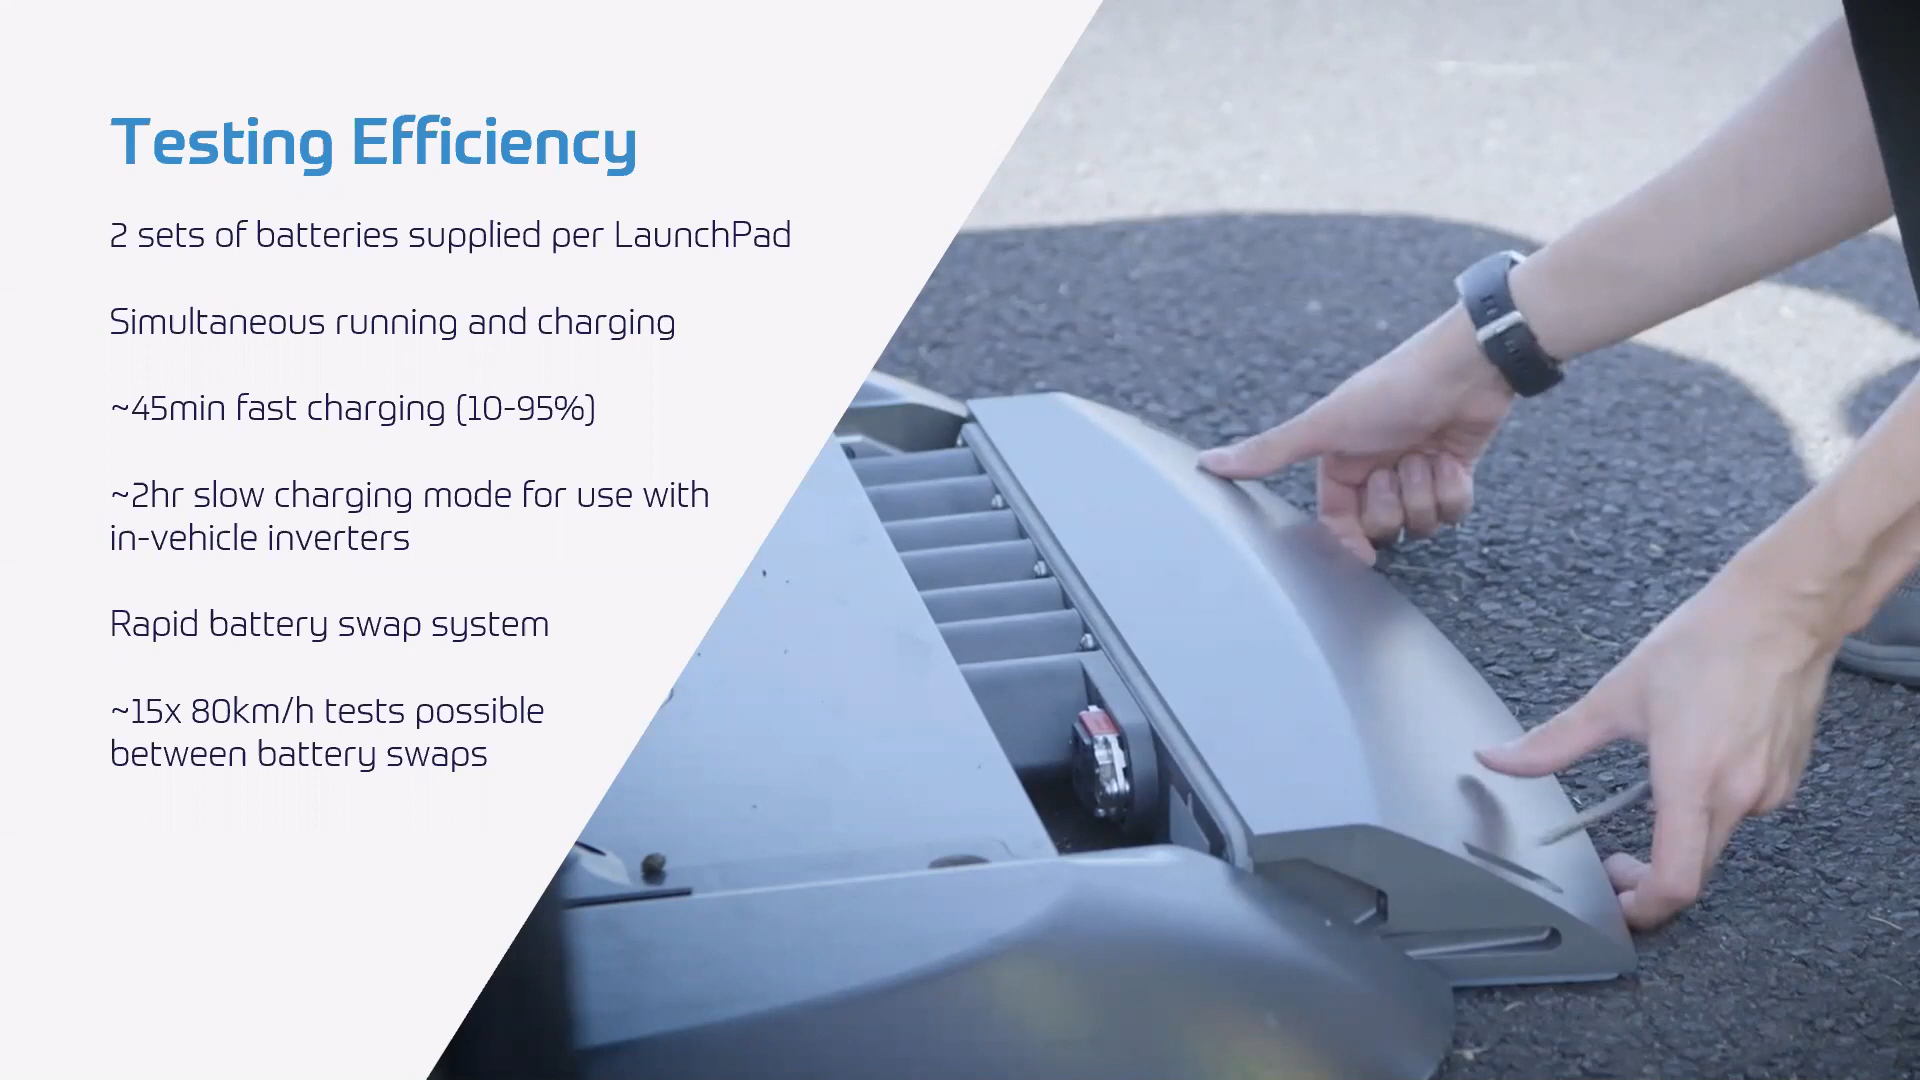 Testing Efficiency
2 sets of batteries supplied per LaunchPad
Simultaneous running and charging
~45min fast charging (10-95%)
~2hr slow charging mode for use with
in-vehicle inverters
Rapid battery swap system
~15x 80km/h tests possible
between battery swaps